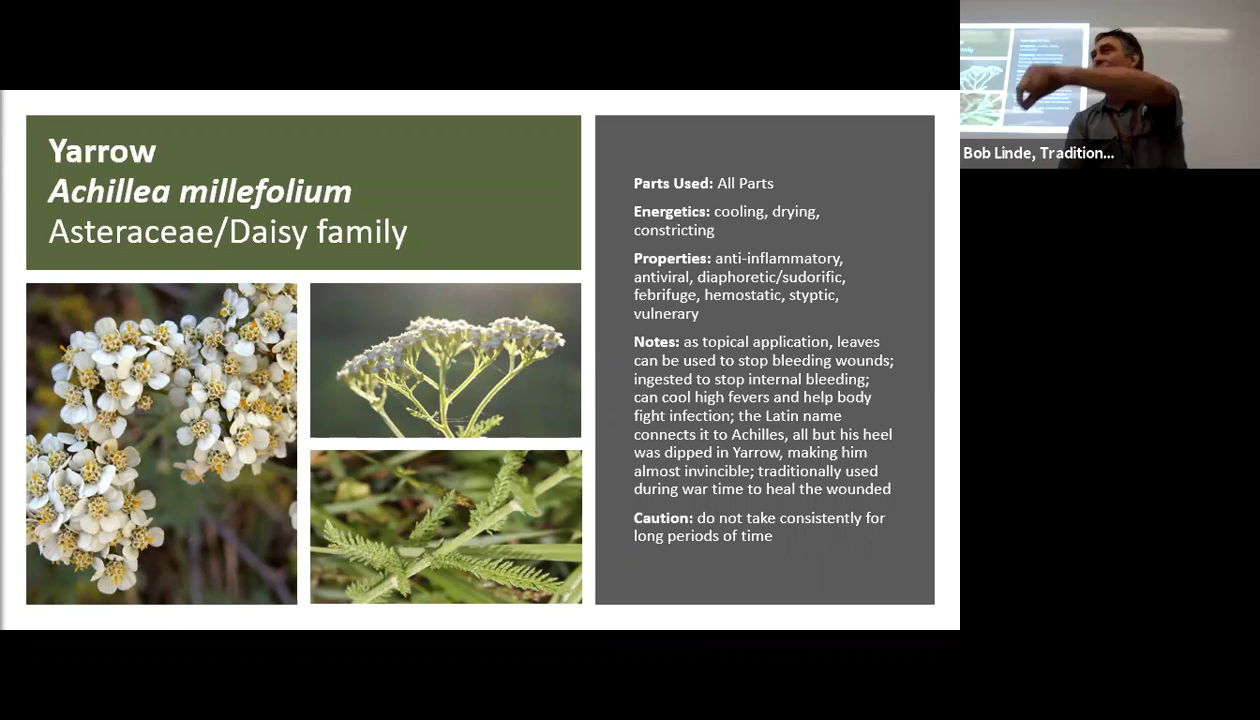 Yarrow
Achillea millefolium
Asteraceae/Daisy family
Parts Used: All Parts
Energetics: cooling, drying,
constricting
Properties: anti-inflammatory,
antiviral, diaphoretic/sudorific,
febrifuge, hemostatic, styptic,
vulnerary
Notes: as topical application, leaves
can be used to stop bleeding wounds;
ingested to stop internal bleeding;
can cool high fevers and help body
fight infection; the Latin name
connects it to Achilles, all but his heel
was dipped in Yarrow, making him
almost invincible; traditionally used
during war time to heal the wounded
Caution: do not take consistently for
long periods of time
Bob Linde, Tradition...